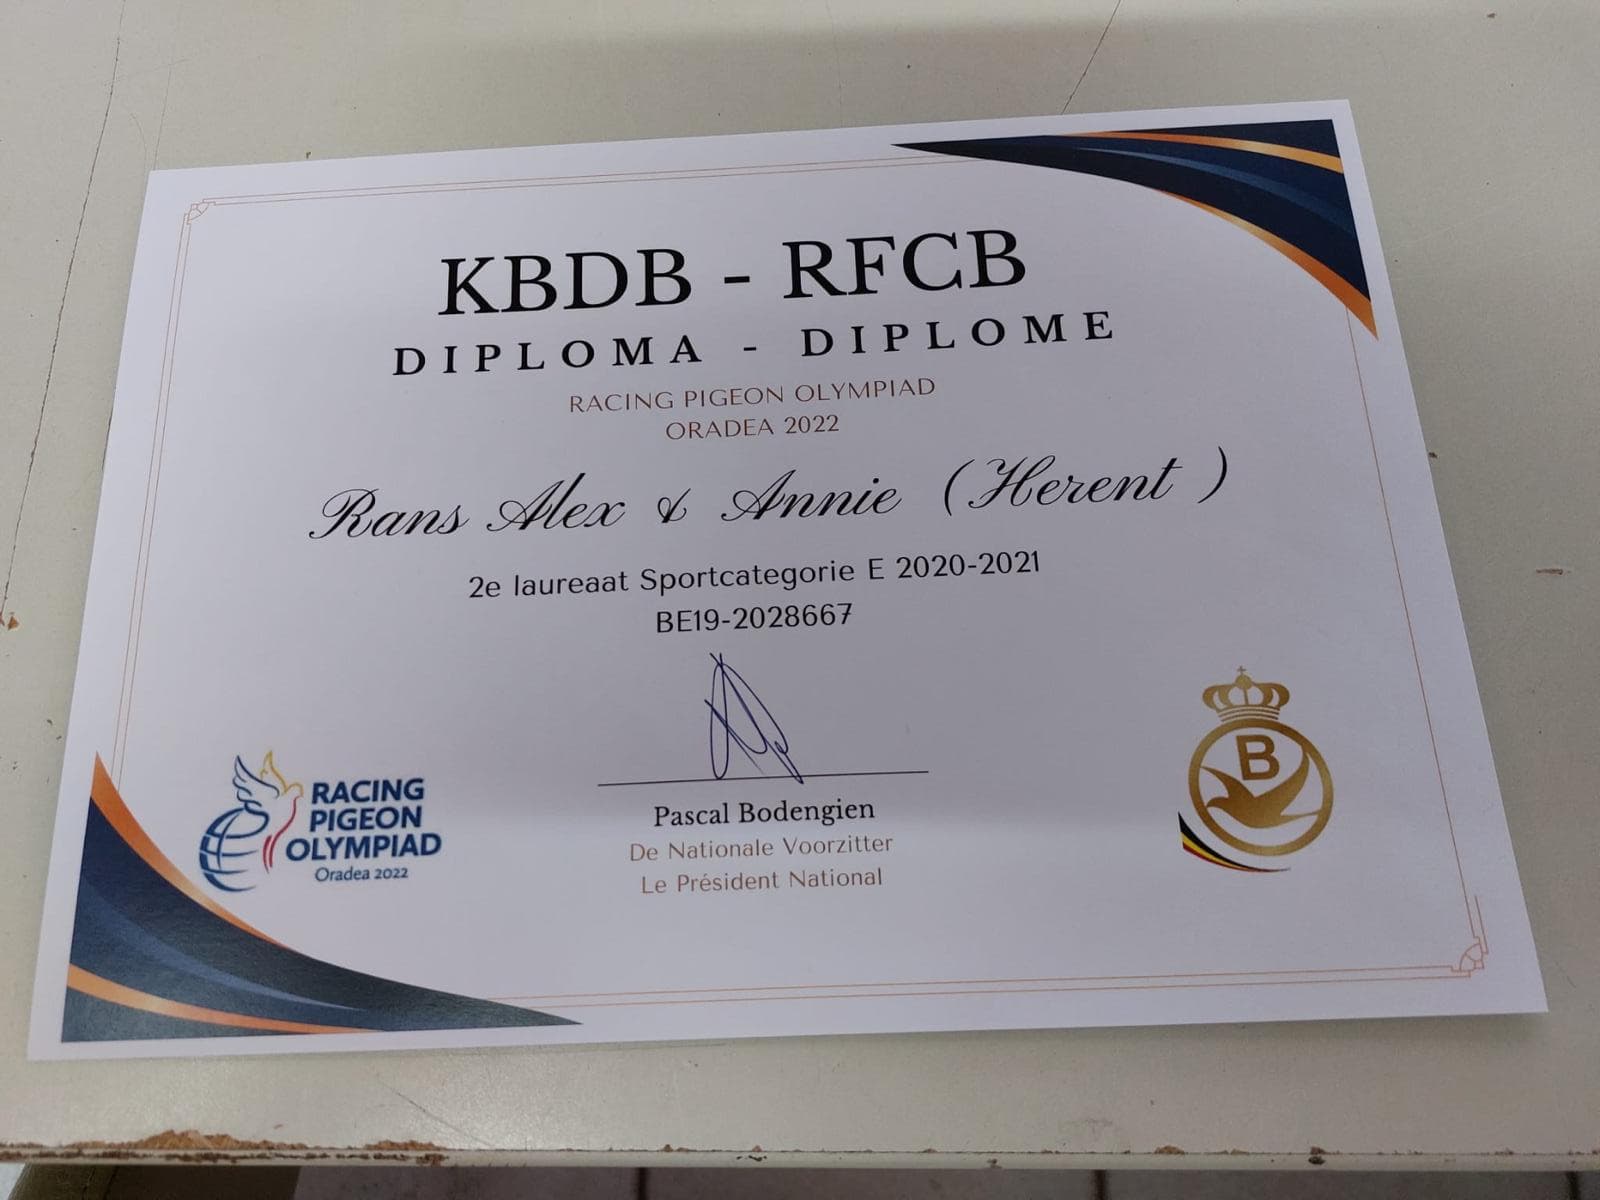 KBDB - RFCB
DIPLOMA - DIPLOME
RACING PIGEON OLYMPIAD
ORADEA 2022
Rans Alex & Annie (Herent )
2e laureaat Sportcategorie E 2020-2021
BE19-2028667
RACING
PIGEON
OLYMPIAD
Oradea 2022
Pascal Bodengien
De Nationale Voorzitter
Le Président National
B